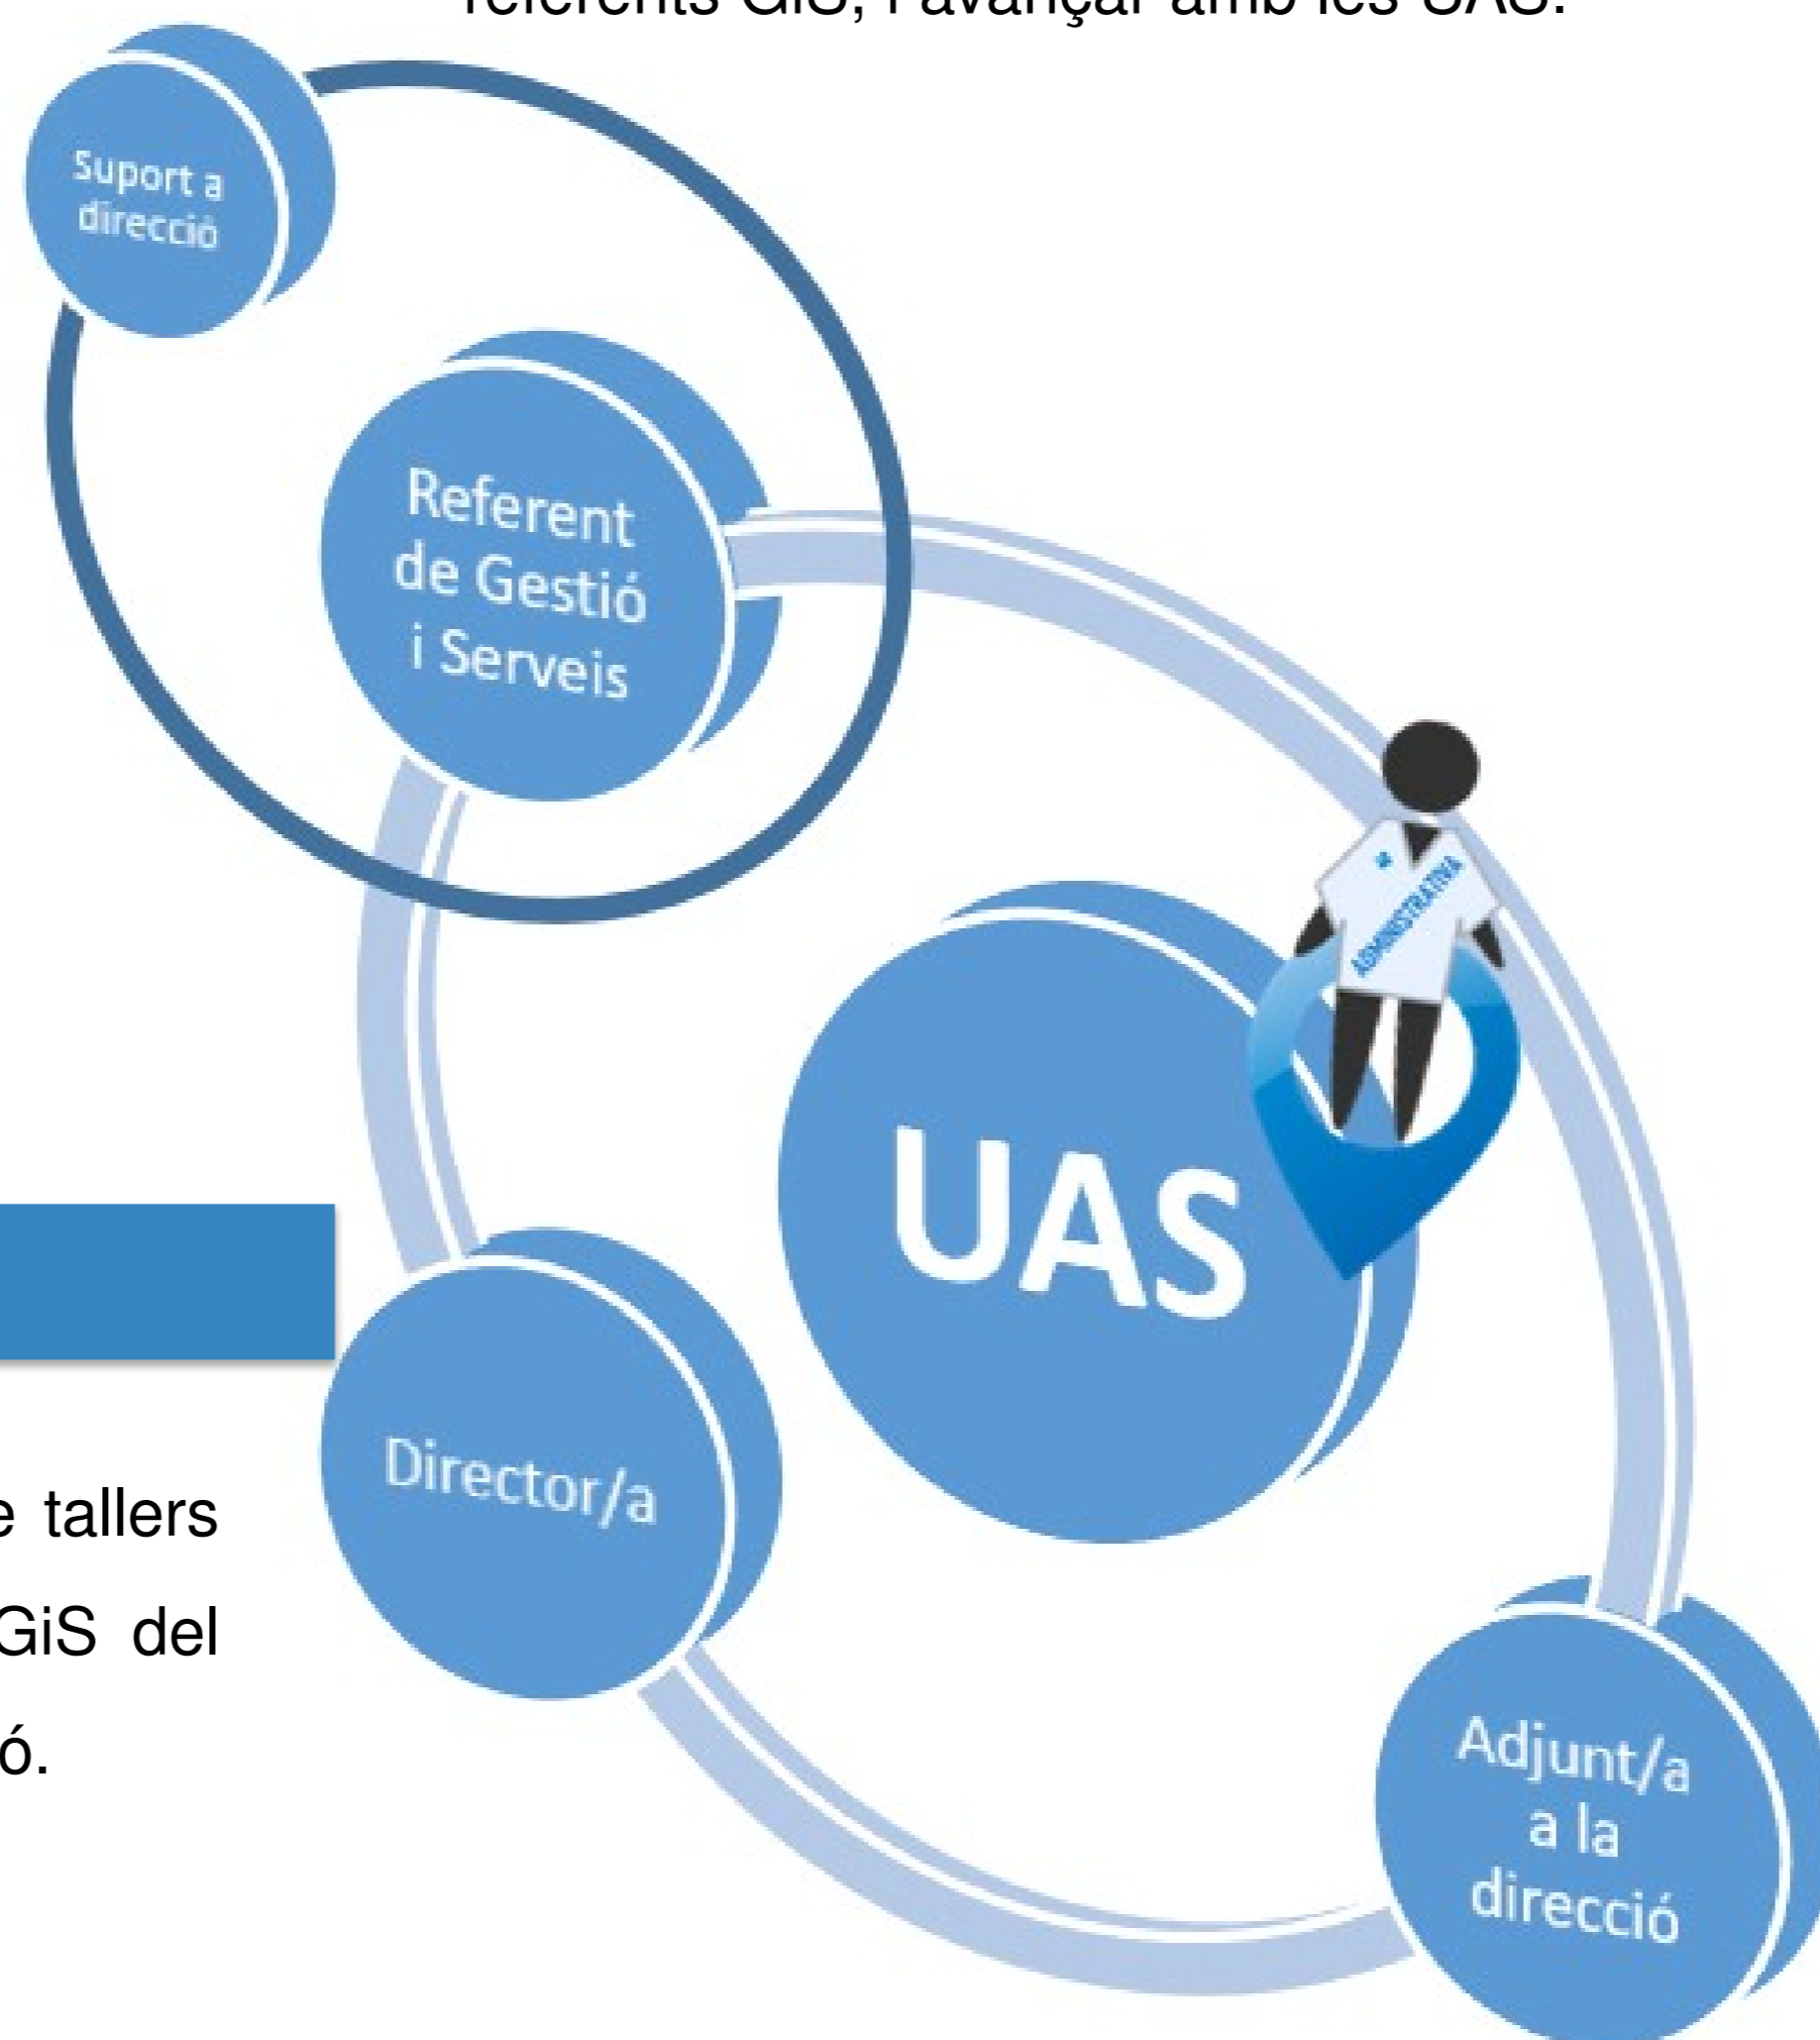 referents GiS, i avançar amb les UAS.
Suport a
direcció
Referent
de Gestió
i Serveis
ADMINISTRATIVA
UAS
Director/a
e tallers
GiS del
ó.
Adjunt/a
a la
direcció